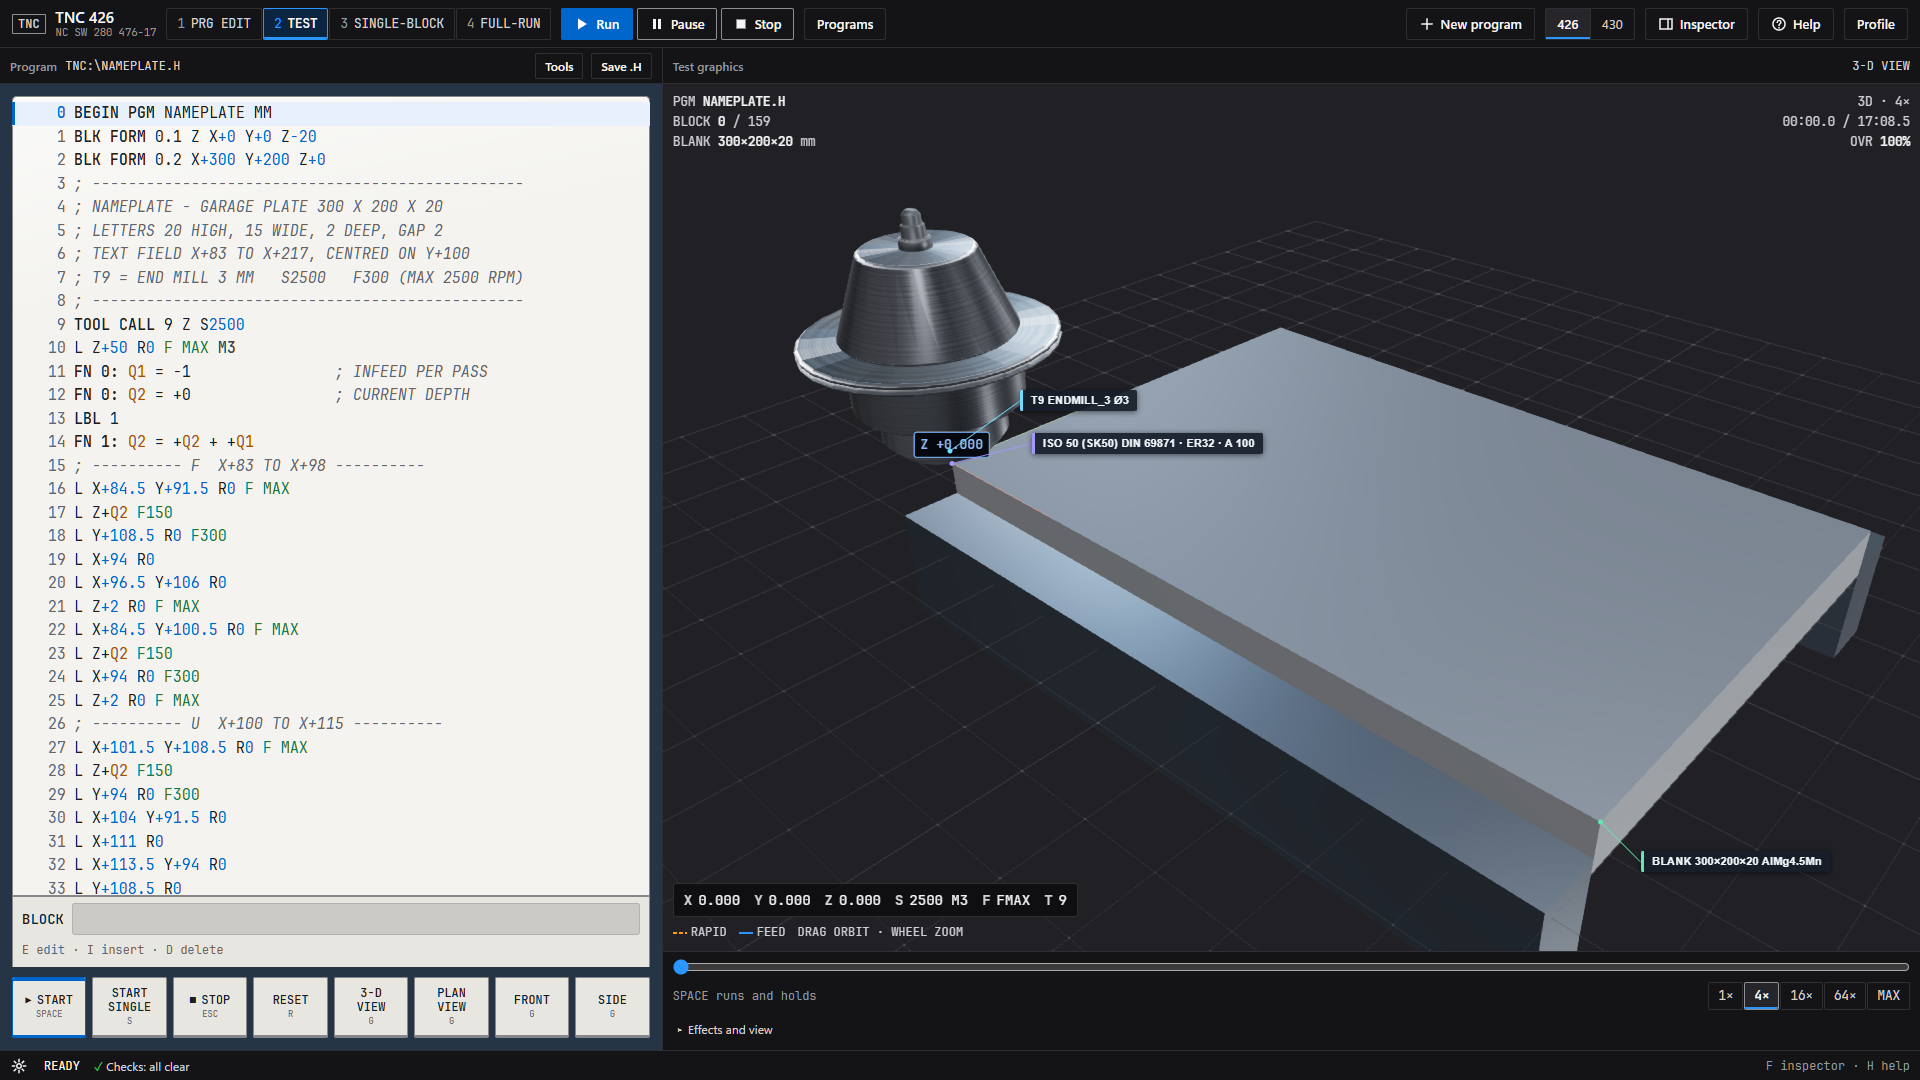 TNC
TNC 426
NC SW 280 476-17
1 PRG EDIT
2 TEST
3 SINGLE-BLOCK
4 FULL-RUN
Run
Pause
Stop
Programs
New program
426
430
Inspector
Help
Profile
Program TNC:\NAMEPLATE.H
Tools
Save .H
Test graphics
3-D VIEW
0 BEGIN PGM NAMEPLATE MM
1 BLK FORM 0.1 Z X+0 Y+0 Z-20
2 BLK FORM 0.2 X+300 Y+200 Z+0
3 ; ------------------------------------------------
4 ; NAMEPLATE - GARAGE PLATE 300 X 200 X 20
5 ; LETTERS 20 HIGH, 15 WIDE, 2 DEEP, GAP 2
6 ; TEXT FIELD X+83 TO X+217, CENTRED ON Y+100
7 ; T9 = END MILL 3 MM   S2500   F300 (MAX 2500 RPM)
8 ; ------------------------------------------------
9 TOOL CALL 9 Z S2500
10 L Z+50 R0 F MAX M3
11 FN 0: Q1 = -1                ; INFEED PER PASS
12 FN 0: Q2 = +0                ; CURRENT DEPTH
13 LBL 1
14 FN 1: Q2 = +Q2 + +Q1
15 ; ---------- F  X+83 TO X+98 ----------
16 L X+84.5 Y+91.5 R0 F MAX
17 L Z+Q2 F150
18 L Y+108.5 R0 F300
19 L X+94 R0
20 L X+96.5 Y+106 R0
21 L Z+2 R0 F MAX
22 L X+84.5 Y+100.5 R0 F MAX
23 L Z+Q2 F150
24 L X+94 R0 F300
25 L Z+2 R0 F MAX
26 ; ---------- U  X+100 TO X+115 ----------
27 L X+101.5 Y+108.5 R0 F MAX
28 L Z+Q2 F150
29 L Y+94 R0 F300
30 L X+104 Y+91.5 R0
31 L X+111 R0
32 L X+113.5 Y+94 R0
33 L Y+108.5 R0
BLOCK
E edit · I insert · D delete
START
SPACE
START SINGLE
S
STOP
ESC
RESET
R
3-D VIEW
G
PLAN VIEW
G
FRONT
G
SIDE
G
PGM NAMEPLATE.H
BLOCK 0 / 159
BLANK 300×200×20 mm
3D · 4×
00:00.0 / 17:08.5
OVR 100%
T9 ENDMILL_3 Ø3
Z +0.000
ISO 50 (SK50) DIN 69871 · ER32 · A 100
BLANK 300×200×20 AlMg4.5Mn
X 0.000 Y 0.000 Z 0.000 S 2500 M3 F FMAX T 9
RAPID FEED DRAG ORBIT · WHEEL ZOOM
SPACE runs and holds
1×
4×
16×
64×
MAX
Effects and view
READY
✓ Checks: all clear
F inspector · H help